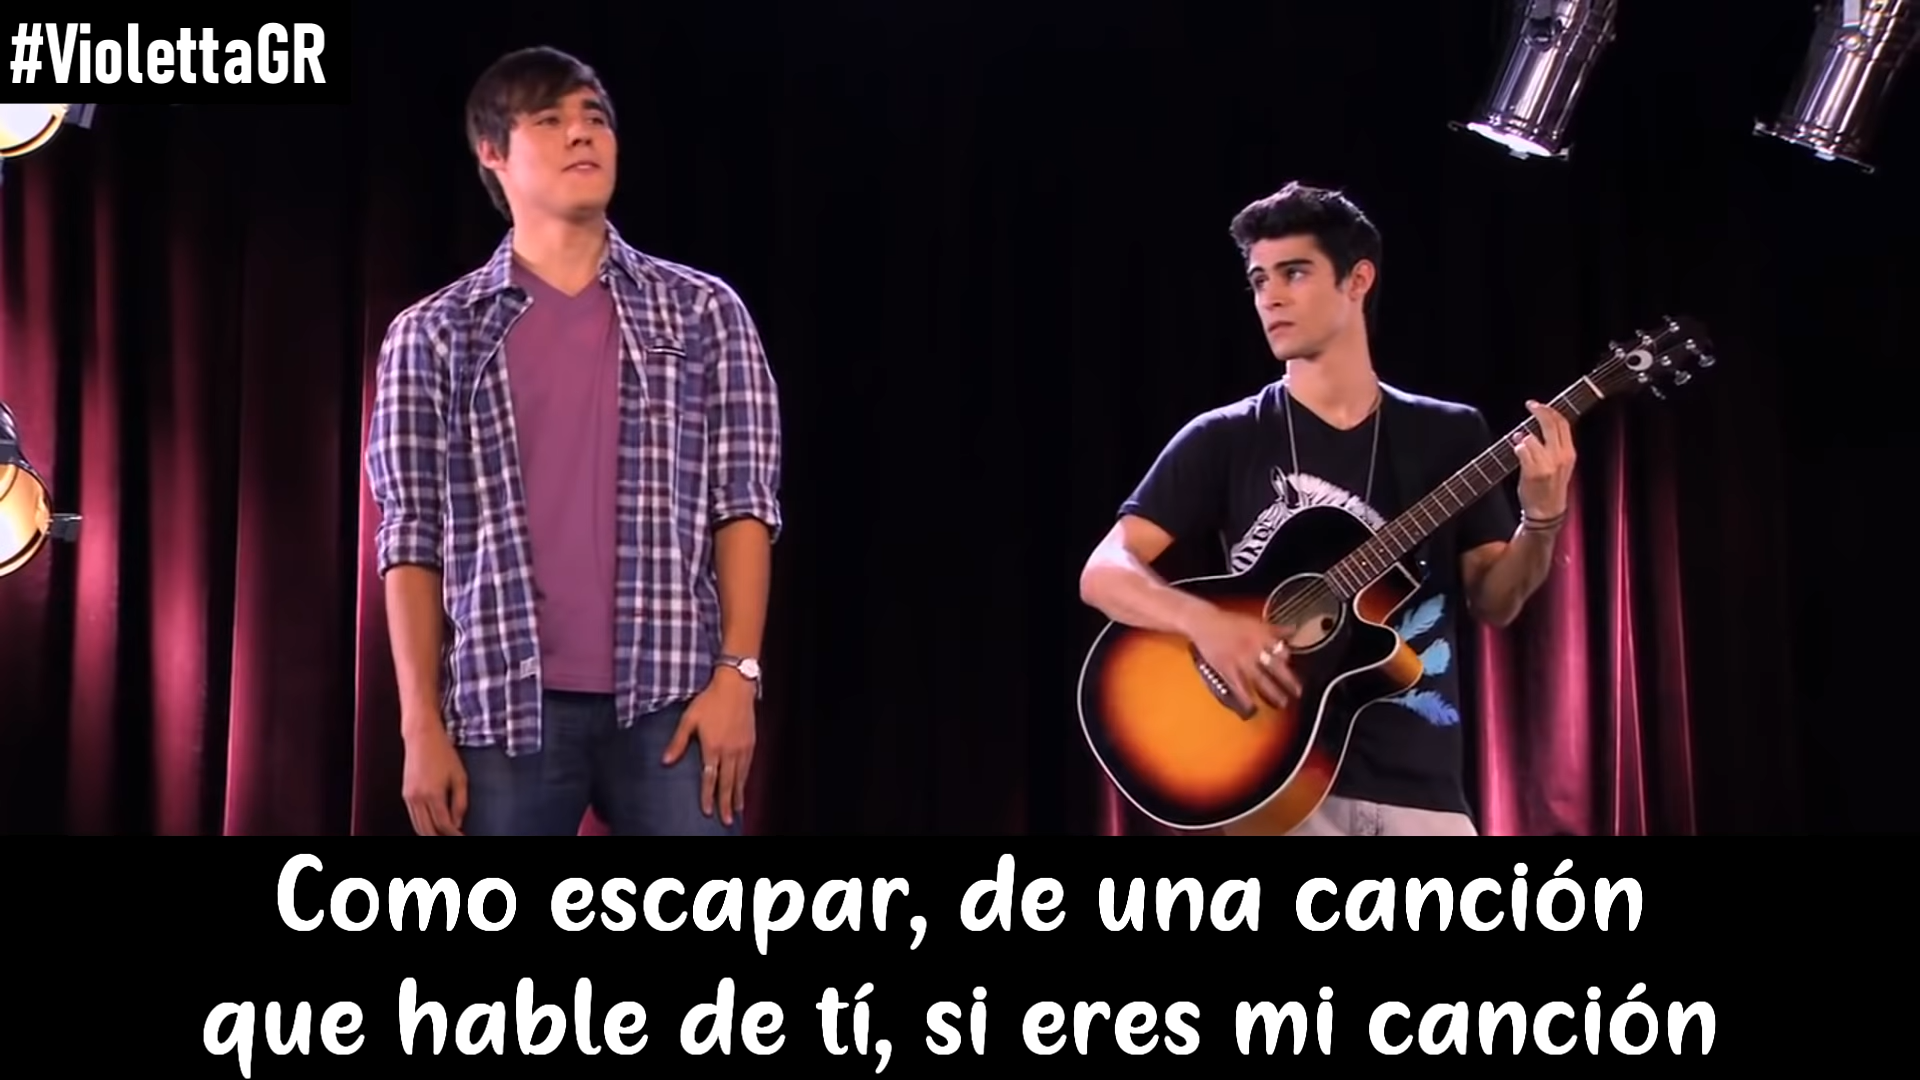 #ViolettaGR
Como escapar, de una canción
que hable de tí, si eres mi canción